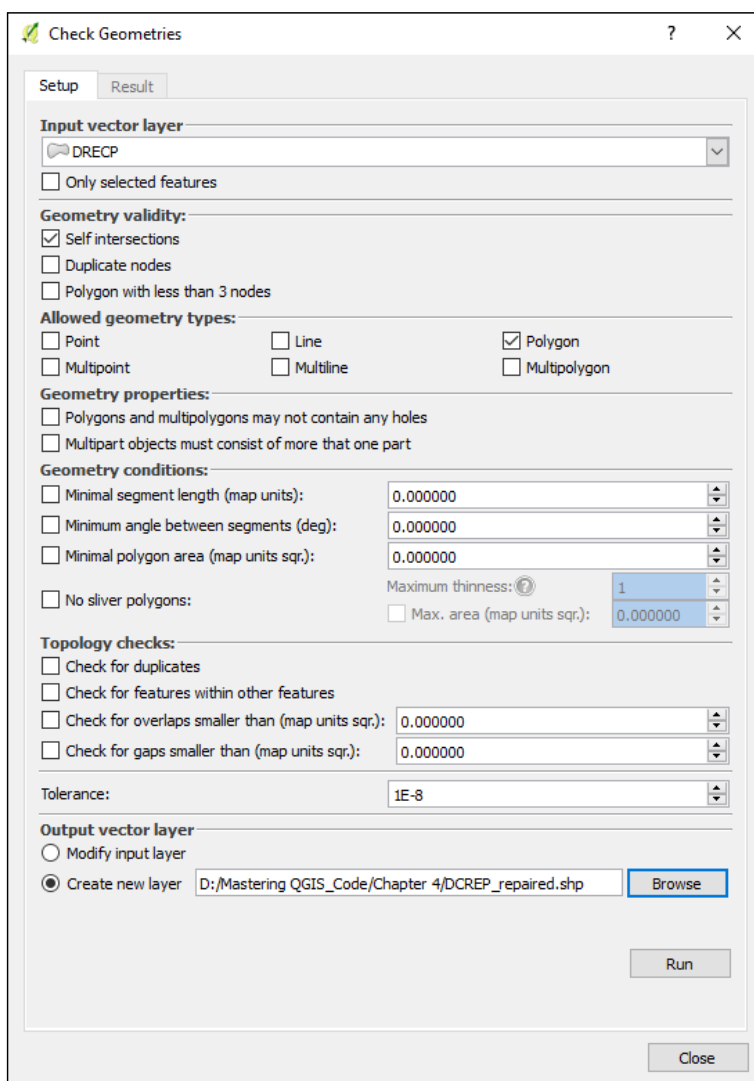 Check Geometries ?
Setup Result
Input vector layer
DRECP
Only selected features
Geometry validity:
Self intersections
Duplicate nodes
Polygon with less than 3 nodes
Allowed geometry types:
Point Line Polygon
Multipoint Multiline Multipolygon
Geometry properties:
Polygons and multipolygons may not contain any holes
Multipart objects must consist of more that one part
Geometry conditions:
Minimal segment length (map units): 0.000000
Minimum angle between segments (deg): 0.000000
Minimal polygon area (map units sqr.): 0.000000
No sliver polygons: Maximum thinness: ? 1
Max. area (map units sqr.): 0.000000
Topology checks:
Check for duplicates
Check for features within other features
Check for overlaps smaller than (map units sqr.): 0.000000
Check for gaps smaller than (map units sqr.): 0.000000
Tolerance: 1E-8
Output vector layer
Modify input layer
Create new layer D:/Mastering QGIS_Code/Chapter 4/DCREP_repaired.shp Browse
Run
Close